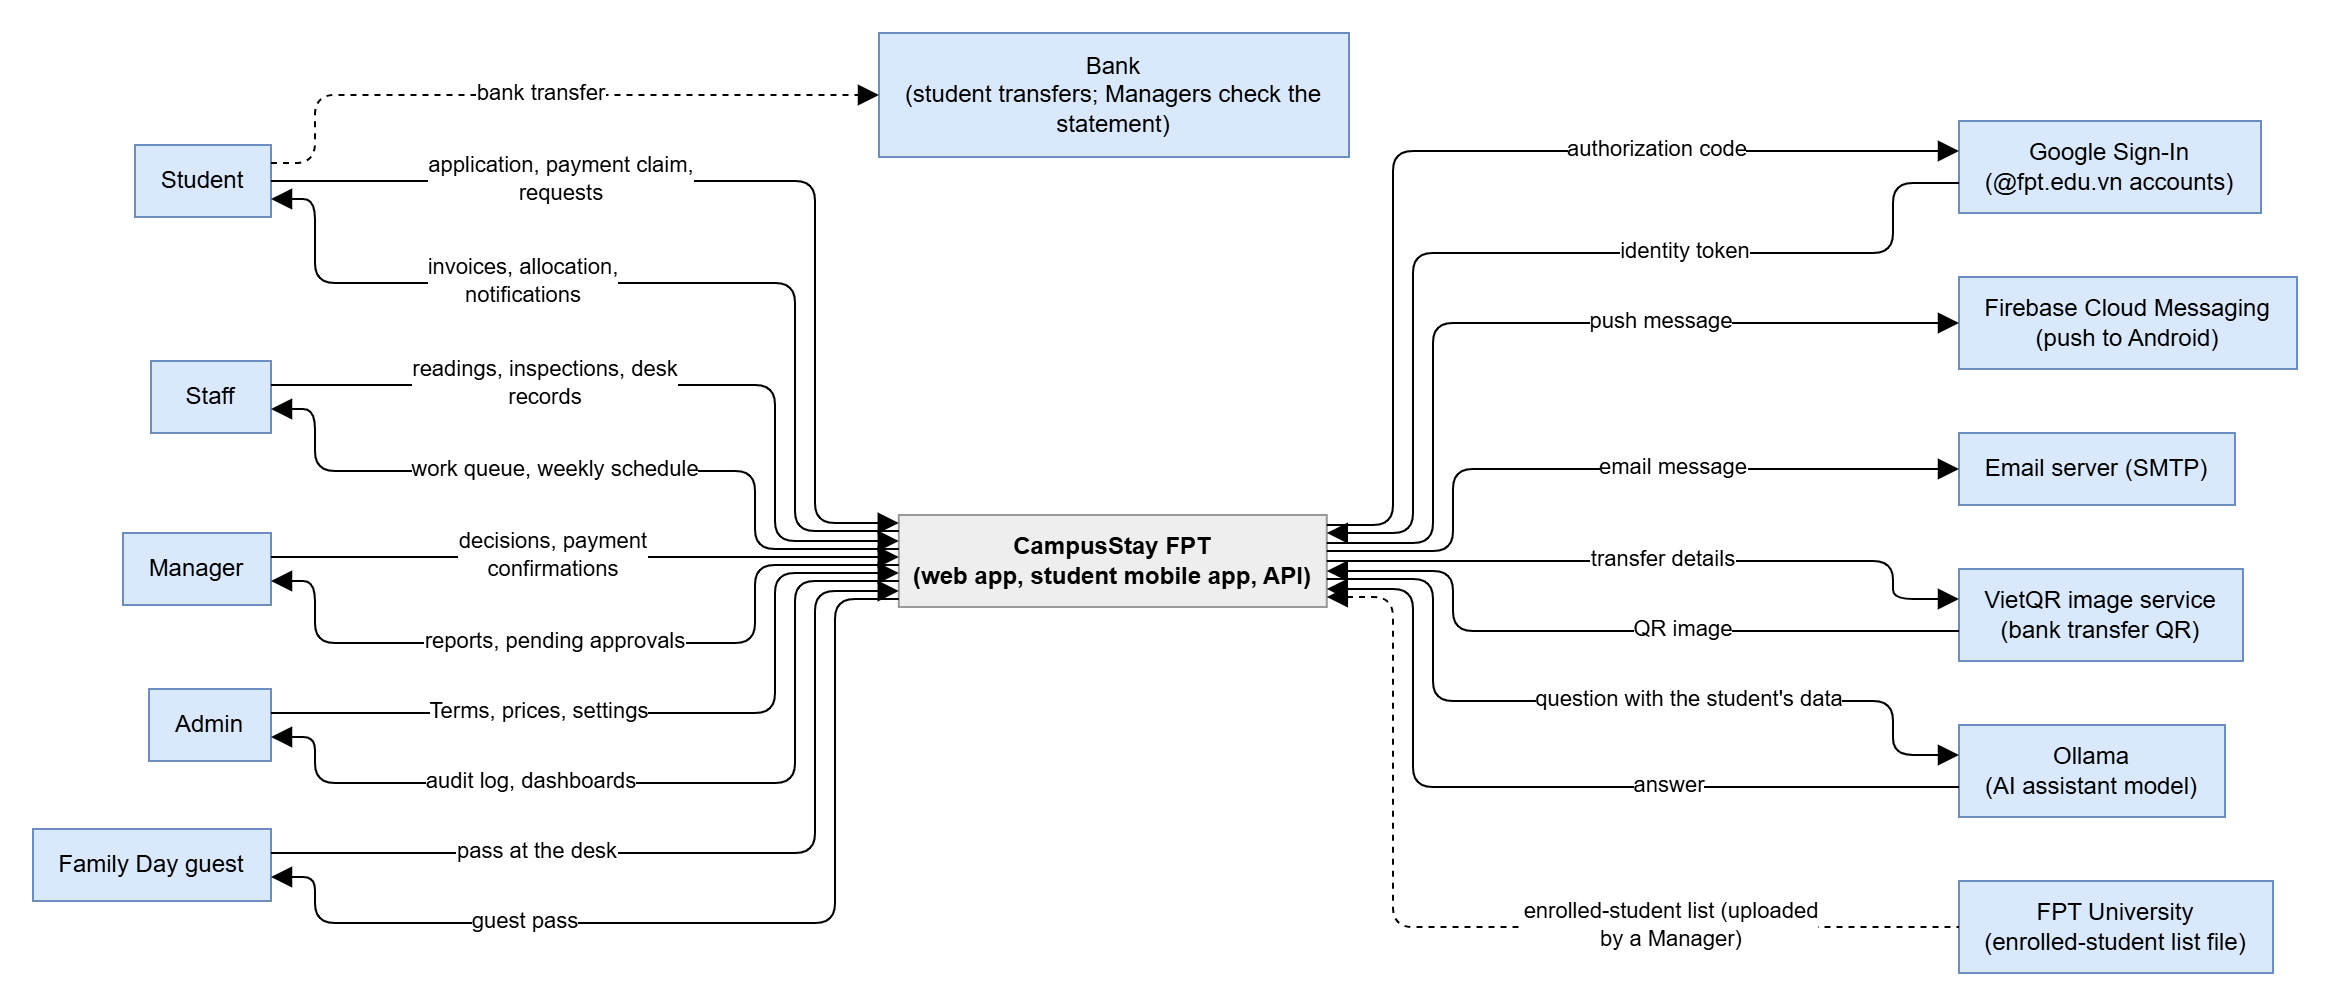 Bank
(student transfers; Managers check the
statement)
bank transfer
Student
application, payment claim,
requests
invoices, allocation,
notifications
Staff
readings, inspections, desk
records
work queue, weekly schedule
Manager
decisions, payment
confirmations
reports, pending approvals
Admin
Terms, prices, settings
audit log, dashboards
Family Day guest
pass at the desk
guest pass
CampusStay FPT
(web app, student mobile app, API)
authorization code
Google Sign-In
(@fpt.edu.vn accounts)
identity token
push message
Firebase Cloud Messaging
(push to Android)
email message
Email server (SMTP)
transfer details
VietQR image service
(bank transfer QR)
QR image
question with the student's data
Ollama
(AI assistant model)
answer
enrolled-student list (uploaded
by a Manager)
FPT University
(enrolled-student list file)